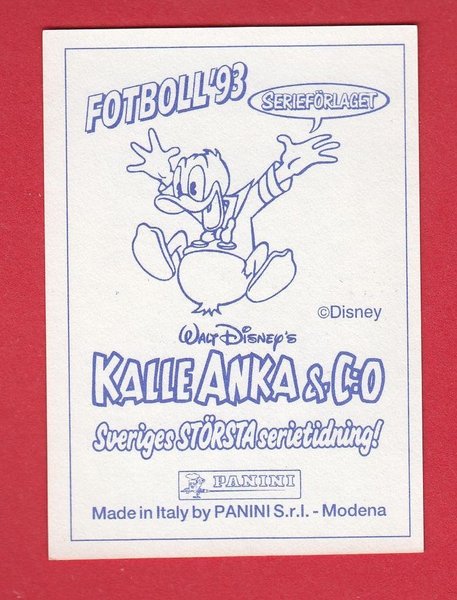 FOTBOLL '93
SERIEFÖRLAGET
©Disney
WALT DISNEY'S
KALLE ANKA & C:O
Sveriges STÖRSTA serietidning!
PANINI
Made in Italy by PANINI S.r.l. - Modena